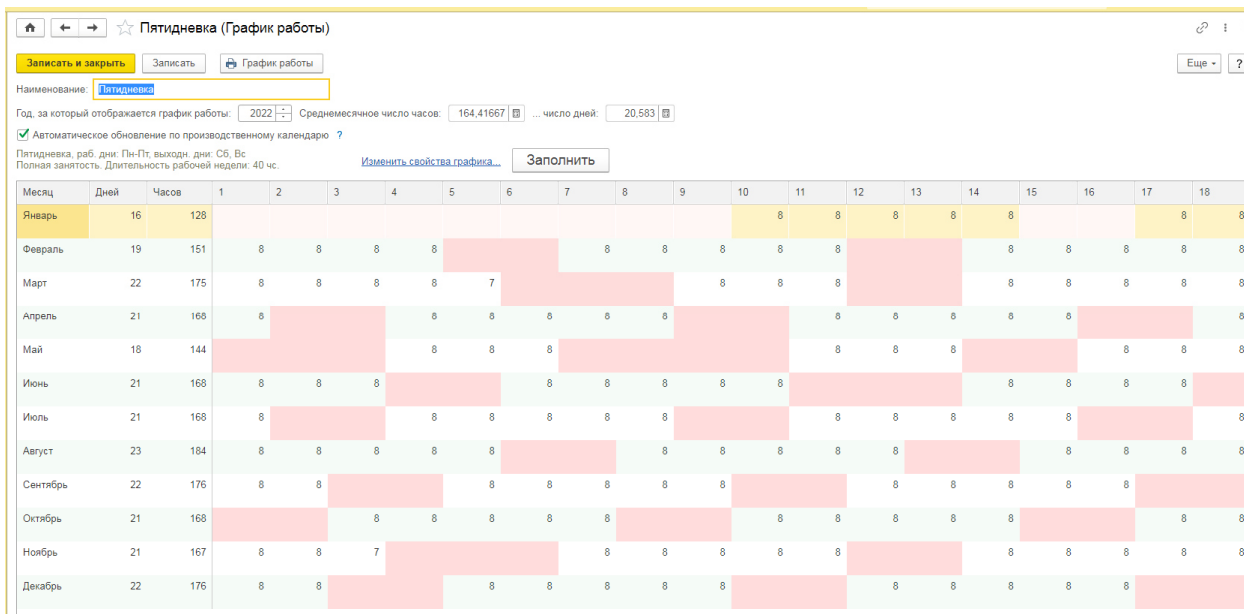 Пятидневка (График работы)
Записать и закрыть Записать График работы Еще ?
Наименование: Пятидневка
Год, за который отображается график работы: 2022 Среднемесячное число часов: 164,41667 ... число дней: 20,583
Автоматическое обновление по производственному календарю ?
Пятидневка, раб. дни: Пн-Пт, выходн. дни: Сб, Вс
Полная занятость. Длительность рабочей недели: 40 чс.
Изменить свойства графика... Заполнить
Месяц Дней Часов 1 2 3 4 5 6 7 8 9 10 11 12 13 14 15 16 17 18
Январь 16 128 8 8 8 8 8 8 8
Февраль 19 151 8 8 8 8 8 8 8 8 8 8 8 8 8 8
Март 22 175 8 8 8 8 7 8 8 8 8 8 8 8 8
Апрель 21 168 8 8 8 8 8 8 8 8 8 8 8 8
Май 18 144 8 8 8 8 8 8 8 8 8
Июнь 21 168 8 8 8 8 8 8 8 8 8 8 8 8
Июль 21 168 8 8 8 8 8 8 8 8 8 8 8 8
Август 23 184 8 8 8 8 8 8 8 8 8 8 8 8 8 8
Сентябрь 22 176 8 8 8 8 8 8 8 8 8 8 8 8
Октябрь 21 168 8 8 8 8 8 8 8 8 8 8 8 8
Ноябрь 21 167 8 8 7 8 8 8 8 8 8 8 8 8 8
Декабрь 22 176 8 8 8 8 8 8 8 8 8 8 8 8